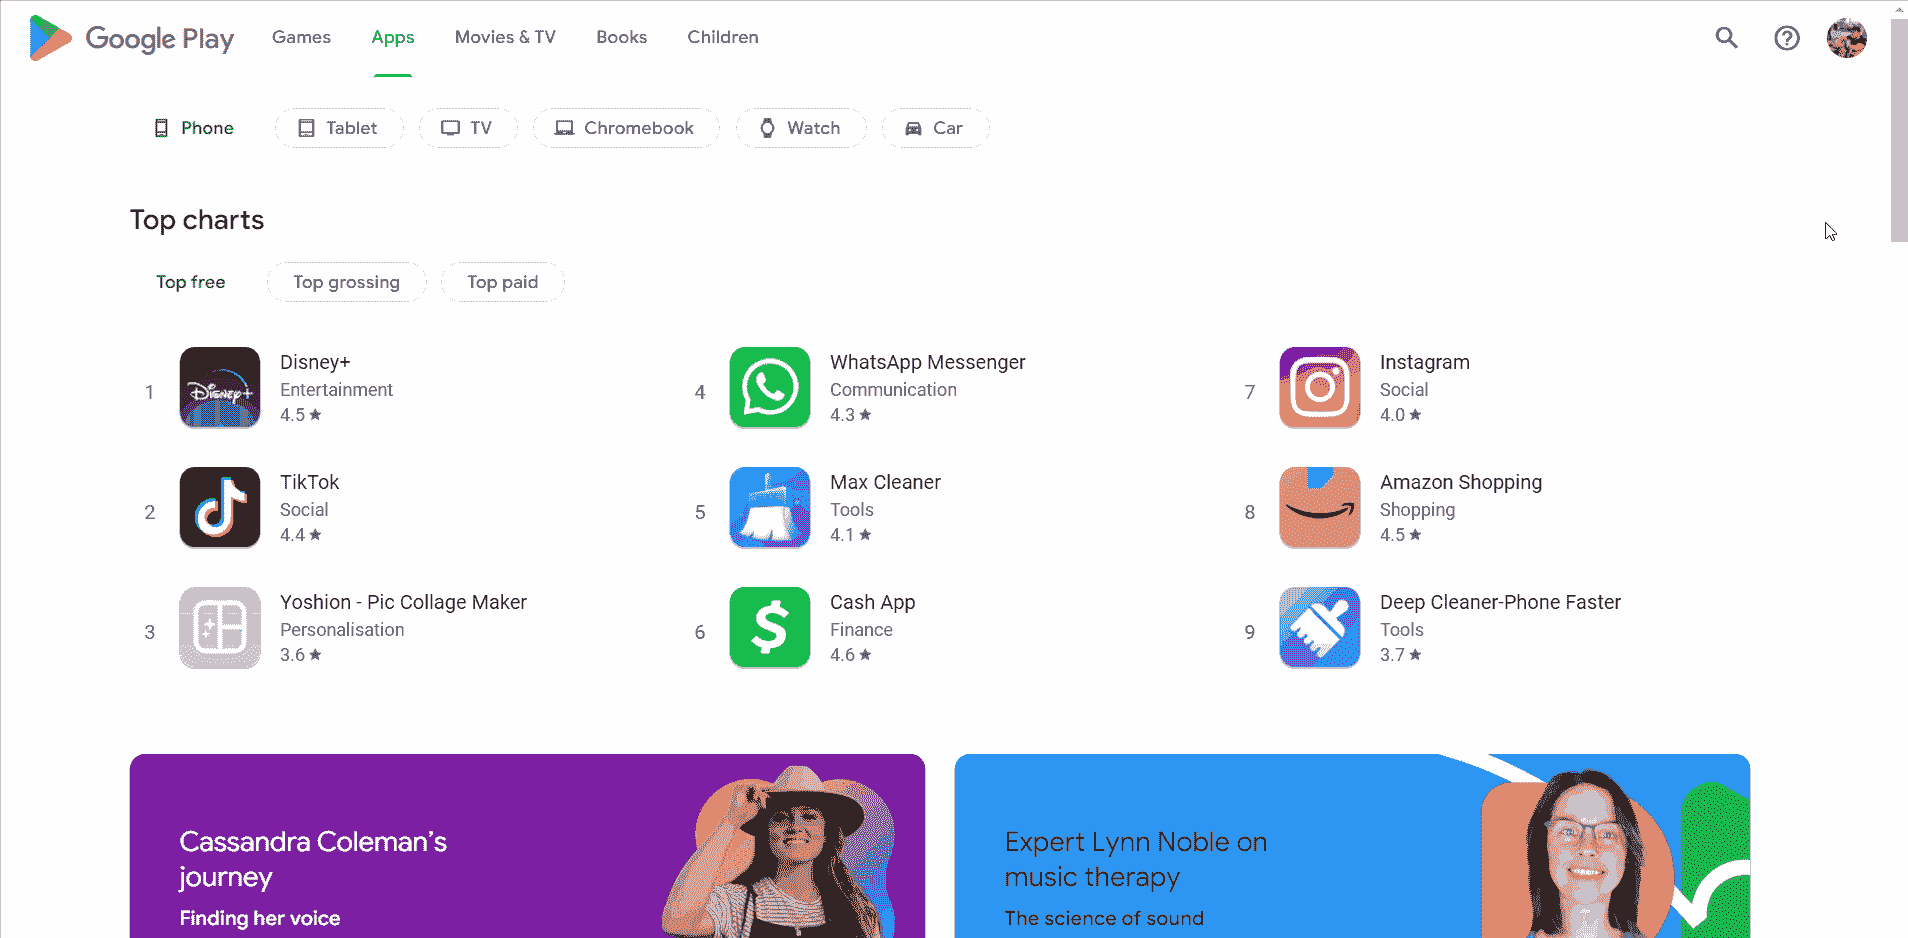 Google Play Games Apps Movies & TV Books Children
Phone Tablet TV Chromebook Watch Car
Top charts
Top free Top grossing Top paid
1
Disney+
Disney+
Entertainment
4.5 ★
2
TikTok
Social
4.4 ★
3
Yoshion - Pic Collage Maker
Personalisation
3.6 ★
4
WhatsApp Messenger
Communication
4.3 ★
5
Max Cleaner
Tools
4.1 ★
6
$
Cash App
Finance
4.6 ★
7
Instagram
Social
4.0 ★
8
Amazon Shopping
Shopping
4.5 ★
9
Deep Cleaner-Phone Faster
Tools
3.7 ★
Cassandra Coleman’s
journey
Finding her voice
Expert Lynn Noble on
music therapy
The science of sound